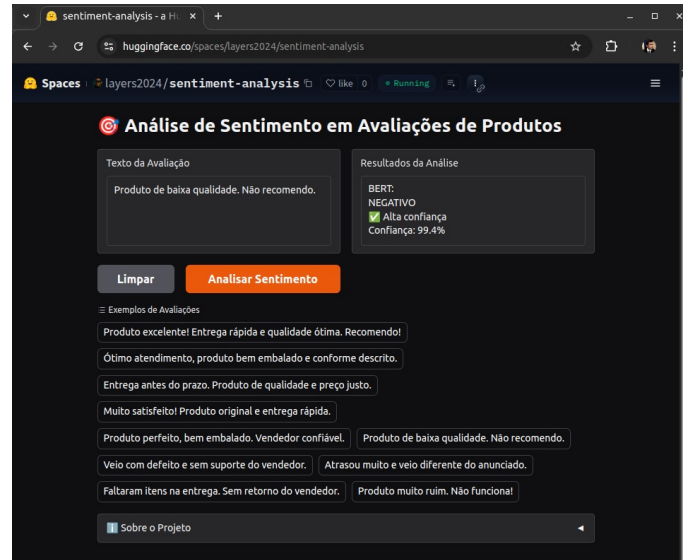 sentiment-analysis - a Hu
huggingface.co/spaces/layers2024/sentiment-analysis
Spaces layers2024/sentiment-analysis like 0 Running
🎯 Análise de Sentimento em Avaliações de Produtos
Texto da Avaliação
Produto de baixa qualidade. Não recomendo.
Resultados da Análise
BERT:
NEGATIVO
✅ Alta confiança
Confiança: 99.4%
Limpar
Analisar Sentimento
Exemplos de Avaliações
Produto excelente! Entrega rápida e qualidade ótima. Recomendo!
Ótimo atendimento, produto bem embalado e conforme descrito.
Entrega antes do prazo. Produto de qualidade e preço justo.
Muito satisfeito! Produto original e entrega rápida.
Produto perfeito, bem embalado. Vendedor confiável. Produto de baixa qualidade. Não recomendo.
Veio com defeito e sem suporte do vendedor. Atrasou muito e veio diferente do anunciado.
Faltaram itens na entrega. Sem retorno do vendedor. Produto muito ruim. Não funciona!
ℹ️ Sobre o Projeto